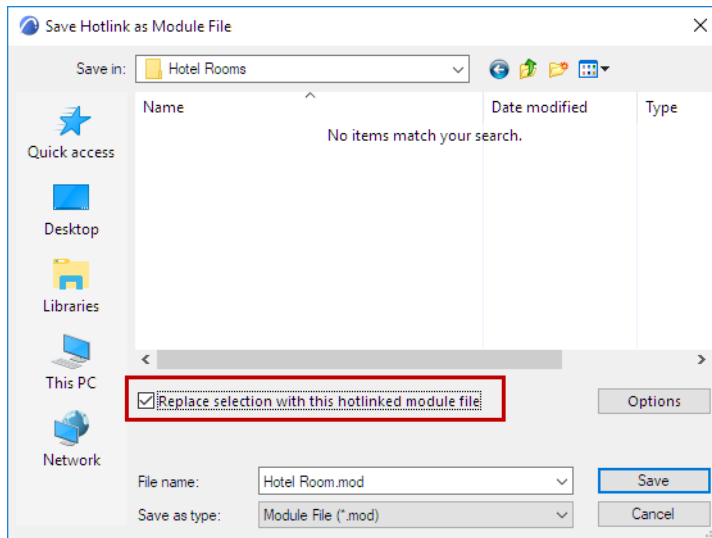 Save Hotlink as Module File
Save in: Hotel Rooms
Name Date modified Type
No items match your search.
Quick access
Desktop
Libraries
This PC
Network
Replace selection with this hotlinked module file Options
File name: Hotel Room.mod Save
Save as type: Module File (*.mod) Cancel